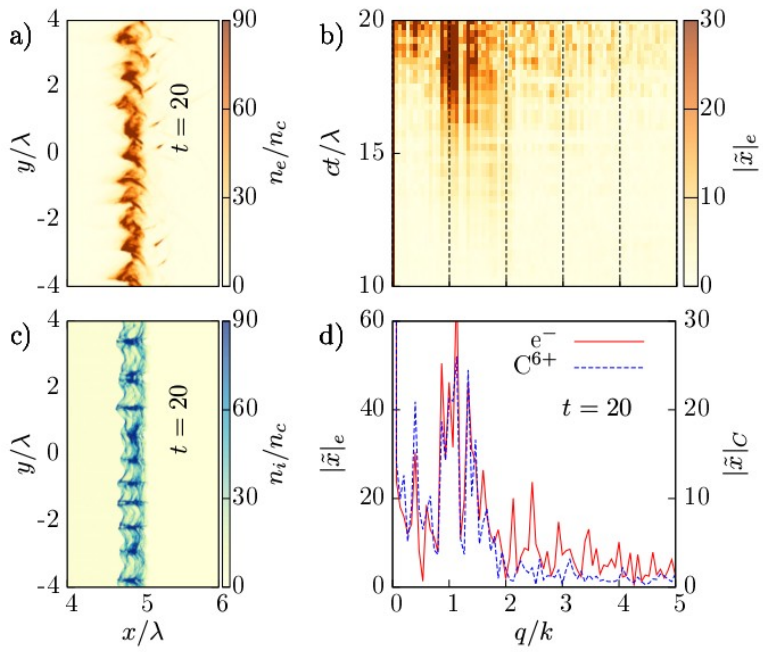 a)
4
2
0
-2
-4
y/λ
t = 20
90
60
30
0
n_e/n_c
b)
20
15
10
ct/λ
30
20
10
0
|x̃|_e
c)
4
2
0
-2
-4
y/λ
4 5 6
x/λ
t = 20
90
60
30
0
n_i/n_c
d)
60
40
20
0
|x̃|_e
e⁻
C⁶⁺
t = 20
30
20
10
0
|x̃|_C
0 1 2 3 4 5
q/k